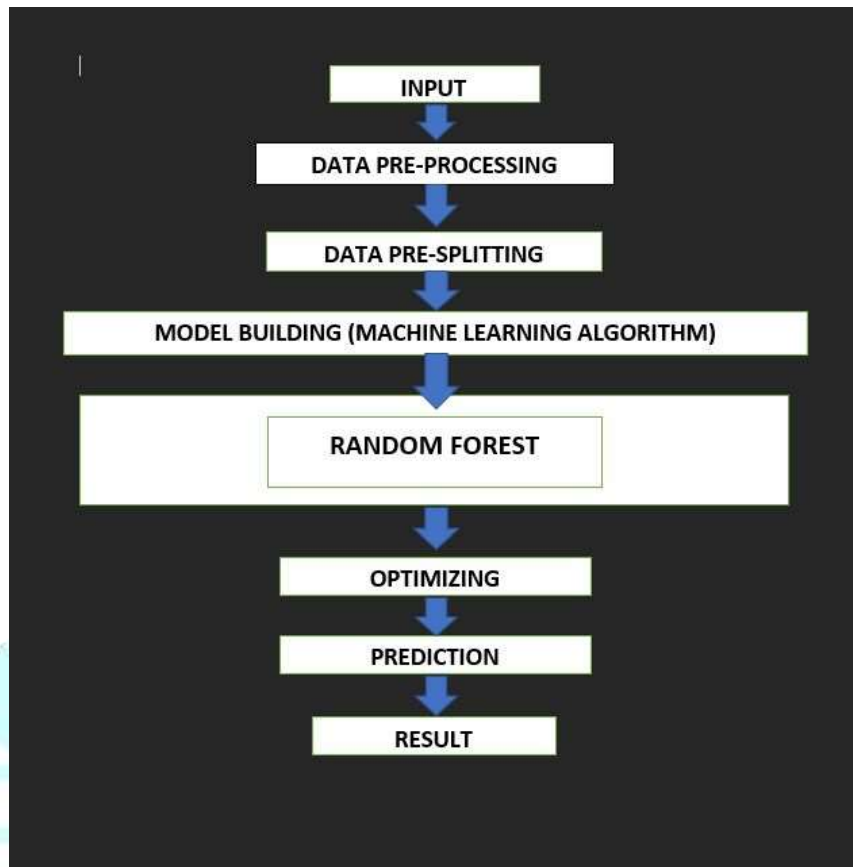 INPUT
DATA PRE-PROCESSING
DATA PRE-SPLITTING
MODEL BUILDING (MACHINE LEARNING ALGORITHM)
RANDOM FOREST
OPTIMIZING
PREDICTION
RESULT